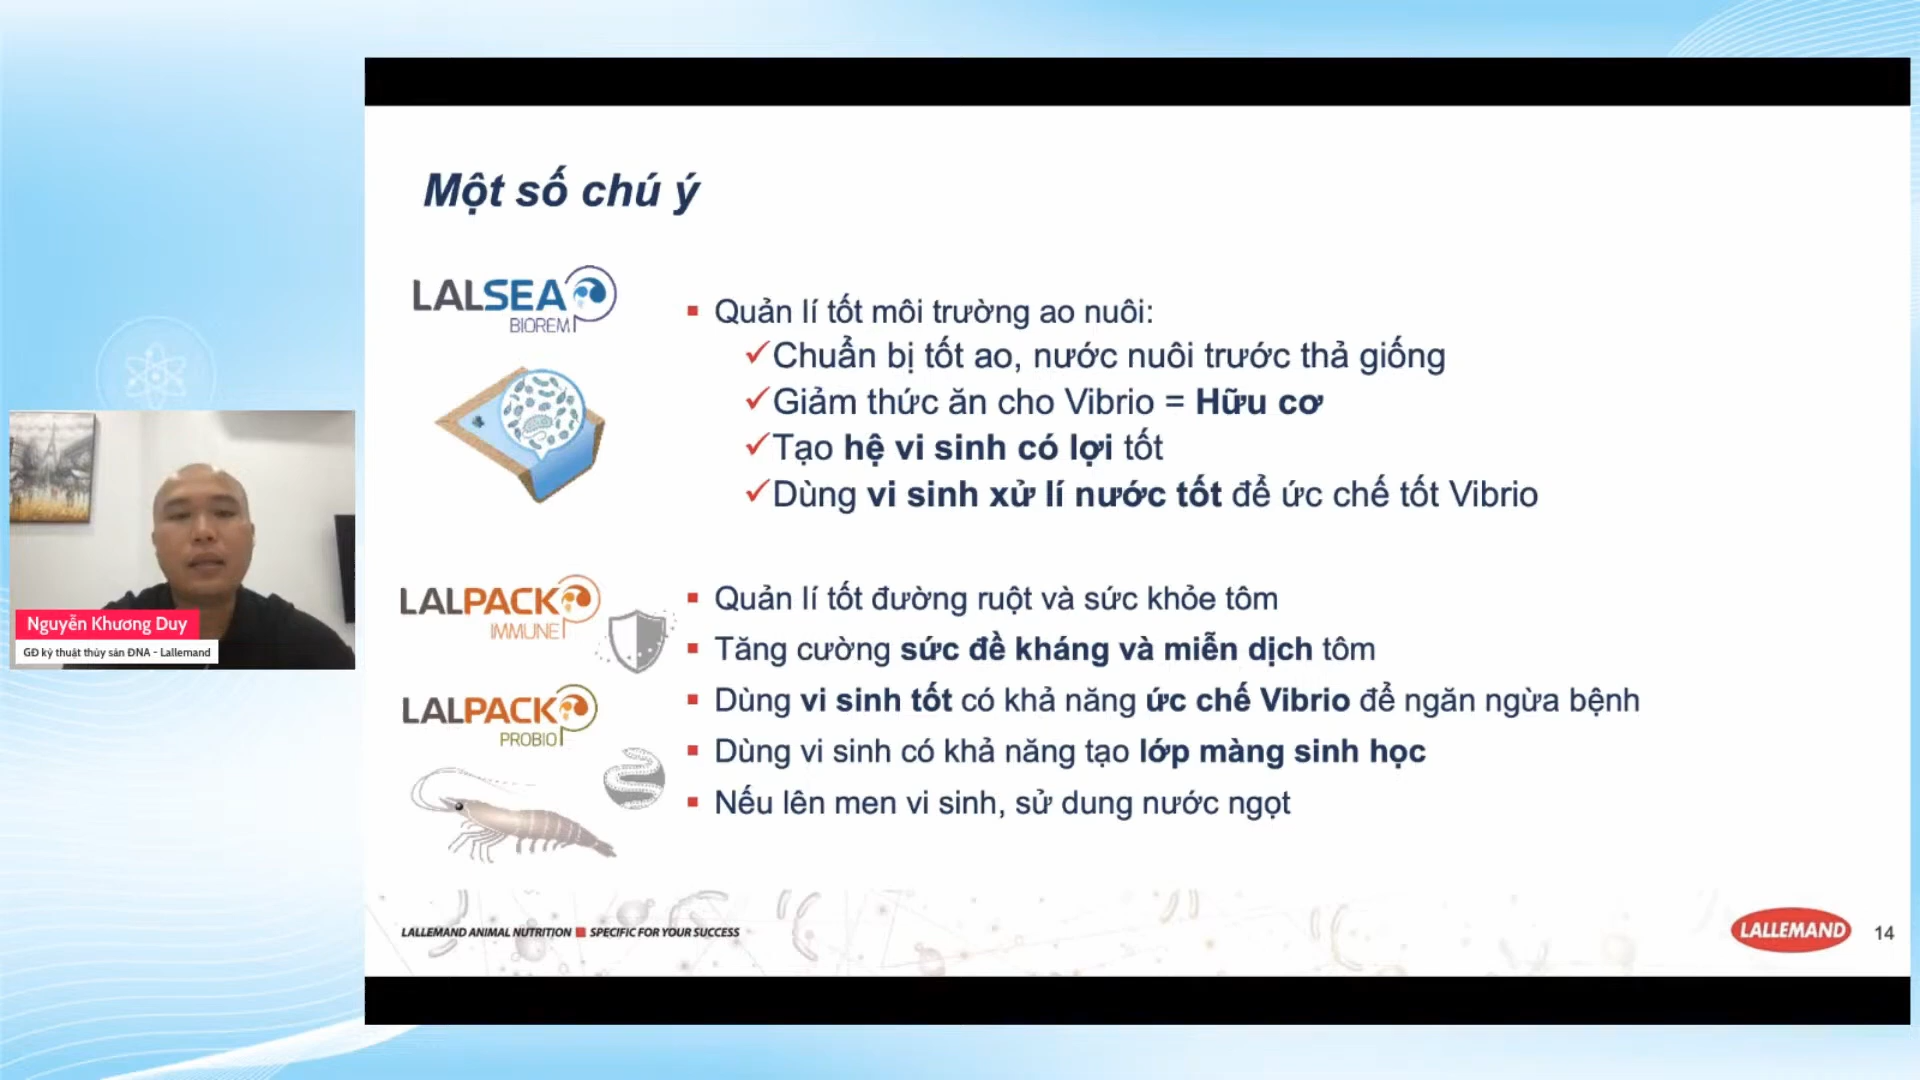 Một số chú ý
LALSEA
BIOREM
Quản lí tốt môi trường ao nuôi:
Chuẩn bị tốt ao, nước nuôi trước thả giống
Giảm thức ăn cho Vibrio = Hữu cơ
Tạo hệ vi sinh có lợi tốt
Dùng vi sinh xử lí nước tốt để ức chế tốt Vibrio
LALPACK
IMMUNE
LALPACK
PROBIO
Quản lí tốt đường ruột và sức khỏe tôm
Tăng cường sức đề kháng và miễn dịch tôm
Dùng vi sinh tốt có khả năng ức chế Vibrio để ngăn ngừa bệnh
Dùng vi sinh có khả năng tạo lớp màng sinh học
Nếu lên men vi sinh, sử dung nước ngọt
Nguyễn Khương Duy
GĐ kỹ thuật thủy sản ĐNA - Lallemand
LALLEMAND ANIMAL NUTRITION SPECIFIC FOR YOUR SUCCESS
LALLEMAND
14